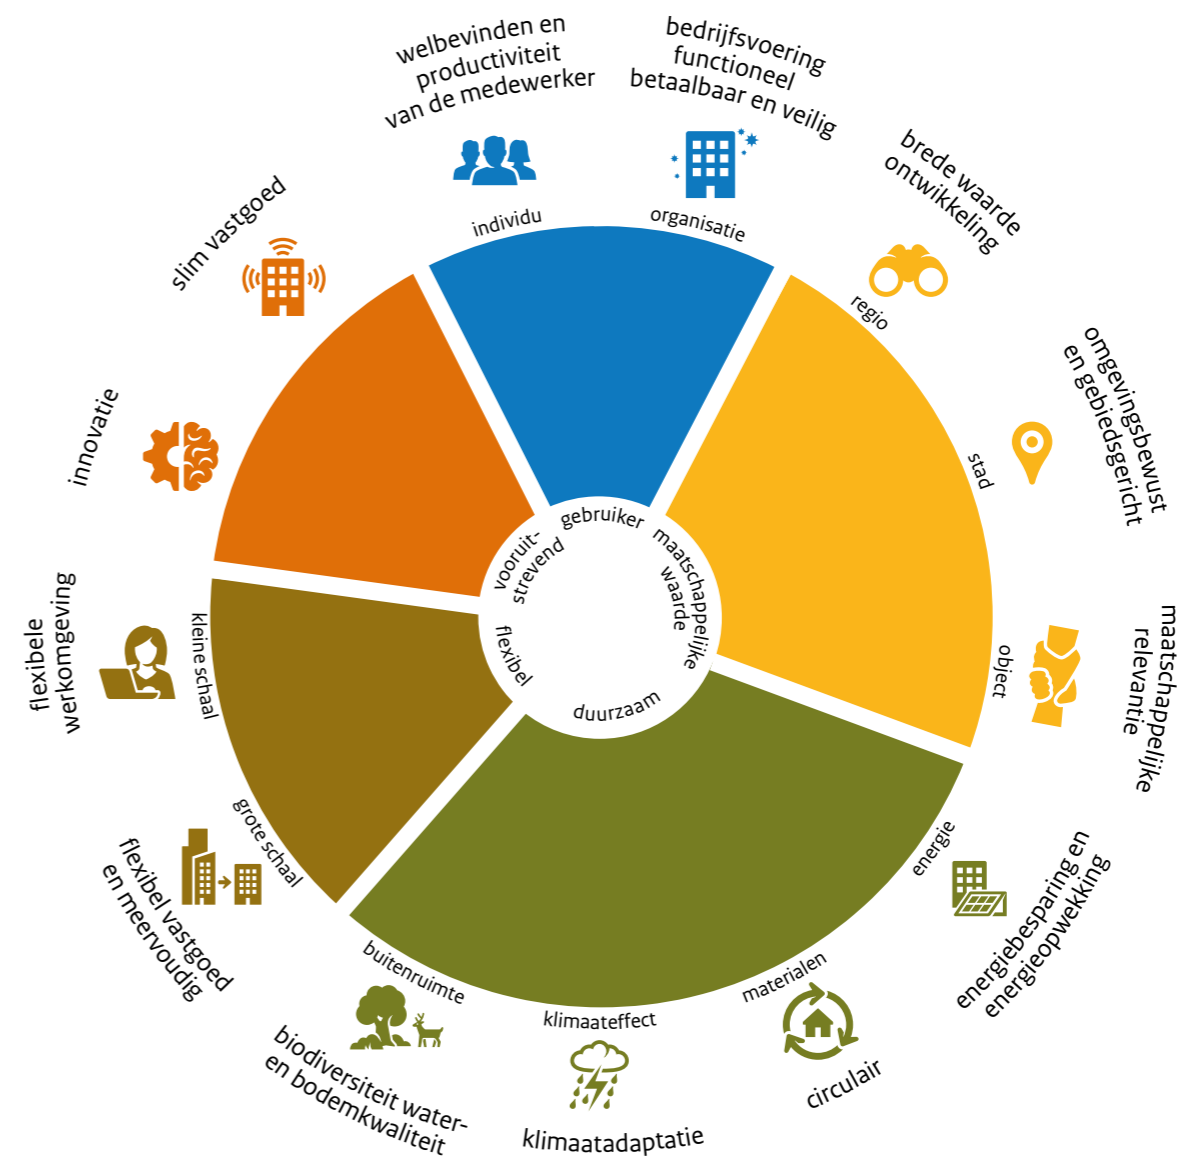 welbevinden en
productiviteit
van de medewerker
individu
bedrijfsvoering
functioneel
betaalbaar en veilig
organisatie
brede waarde
ontwikkeling
regio
omgevingsbewust
en gebiedsgericht
stad
maatschappelijke
relevantie
object
energiebesparing en
energieopwekking
energie
circulair
materialen
klimaatadaptatie
klimaateffect
biodiversiteit water-
en bodemkwaliteit
buitenruimte
flexibel vastgoed
en meervoudig
grote schaal
flexibele
werkomgeving
kleine schaal
innovatie
slim vastgoed
gebruiker
maatschappelijke
waarde
duurzaam
flexibel
vooruit-
strevend